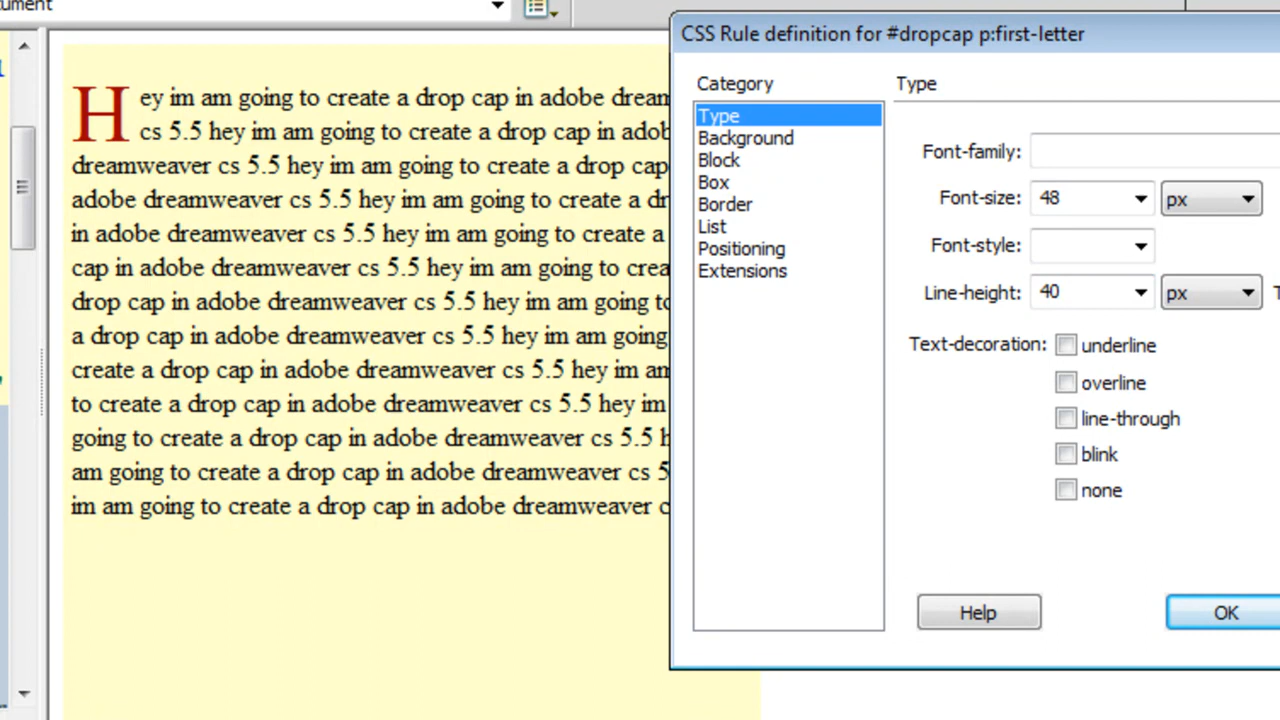 cument
CSS Rule definition for #dropcap p:first-letter
Hey im am going to create a drop cap in adobe dream
cs 5.5 hey im am going to create a drop cap in adob
dreamweaver cs 5.5 hey im am going to create a drop cap
adobe dreamweaver cs 5.5 hey im am going to create a dr
in adobe dreamweaver cs 5.5 hey im am going to create a
cap in adobe dreamweaver cs 5.5 hey im am going to crea
drop cap in adobe dreamweaver cs 5.5 hey im am going to
a drop cap in adobe dreamweaver cs 5.5 hey im am going
create a drop cap in adobe dreamweaver cs 5.5 hey im am
to create a drop cap in adobe dreamweaver cs 5.5 hey im
going to create a drop cap in adobe dreamweaver cs 5.5 h
am going to create a drop cap in adobe dreamweaver cs 5
im am going to create a drop cap in adobe dreamweaver c
Category
Type
Background
Block
Box
Border
List
Positioning
Extensions
Type
Font-family:
Font-size: 48 px
Font-style:
Line-height: 40 px T
Text-decoration: underline
overline
line-through
blink
none
Help OK